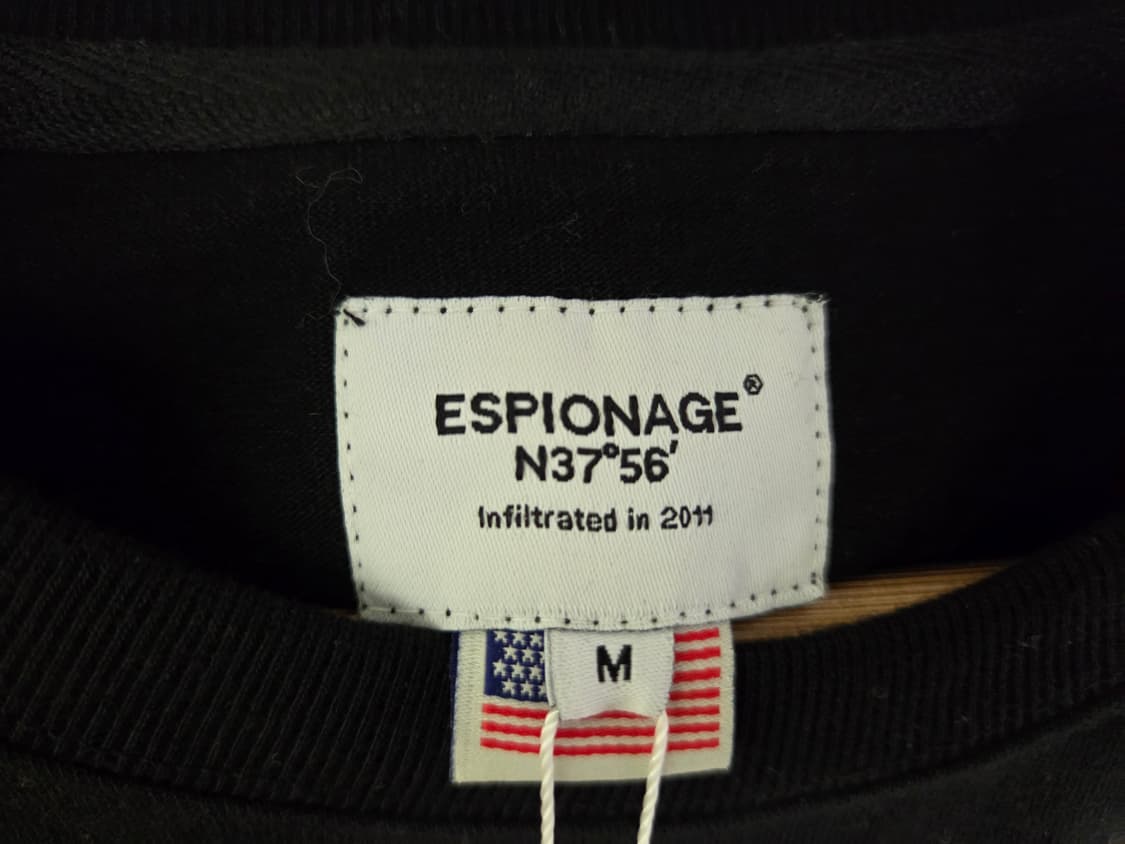 ESPIONAGE®
N37°56′
Infiltrated in 2011
M